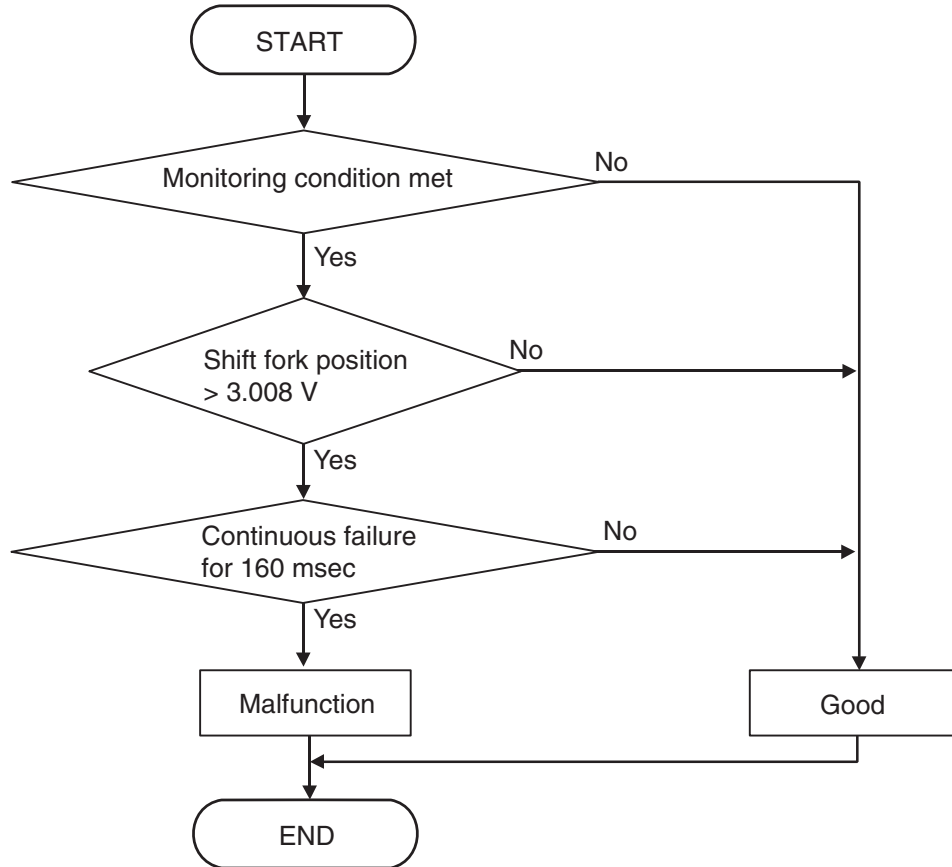 START
Monitoring condition met
No
Yes
Shift fork position
> 3.008 V
No
Yes
Continuous failure
for 160 msec
No
Yes
Malfunction
Good
END